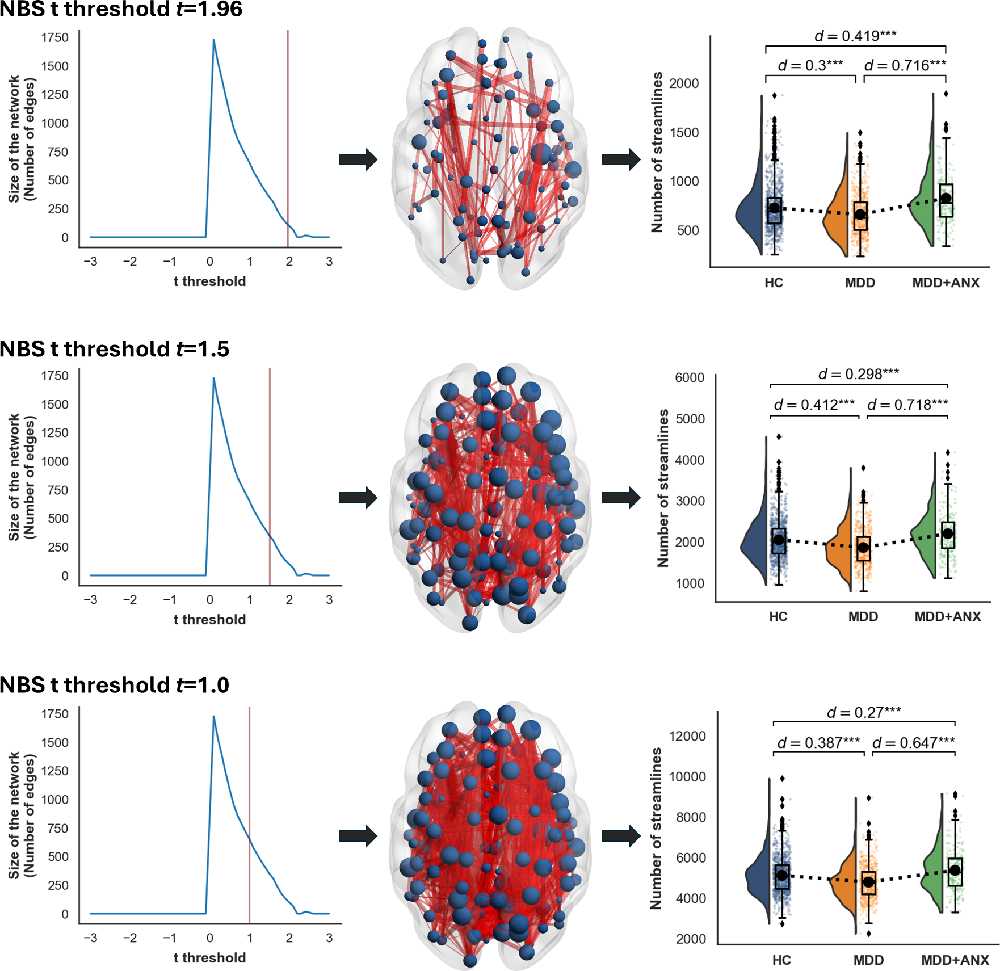 NBS t threshold t=1.96
Size of the network
(Number of edges)
1750
1500
1250
1000
750
500
250
0
−3 −2 −1 0 1 2 3
t threshold
d = 0.419***
d = 0.3*** d = 0.716***
Number of streamlines
2000
1500
1000
500
HC MDD MDD+ANX
NBS t threshold t=1.5
Size of the network
(Number of edges)
1750
1500
1250
1000
750
500
250
0
−3 −2 −1 0 1 2 3
t threshold
d = 0.298***
d = 0.412*** d = 0.718***
Number of streamlines
6000
5000
4000
3000
2000
1000
HC MDD MDD+ANX
NBS t threshold t=1.0
Size of the network
(Number of edges)
1750
1500
1250
1000
750
500
250
0
−3 −2 −1 0 1 2 3
t threshold
d = 0.27***
d = 0.387*** d = 0.647***
Number of streamlines
12000
10000
8000
6000
4000
2000
HC MDD MDD+ANX